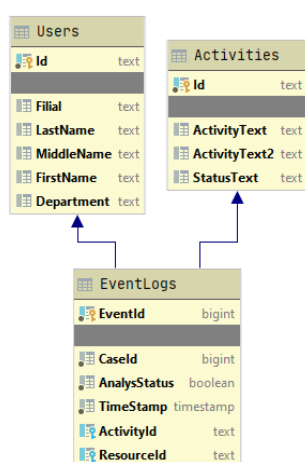 Users
Id text
Filial text
LastName text
MiddleName text
FirstName text
Department text
Activities
Id text
ActivityText text
ActivityText2 text
StatusText text
EventLogs
EventId bigint
CaseId bigint
AnalysStatus boolean
TimeStamp timestamp
ActivityId text
ResourceId text